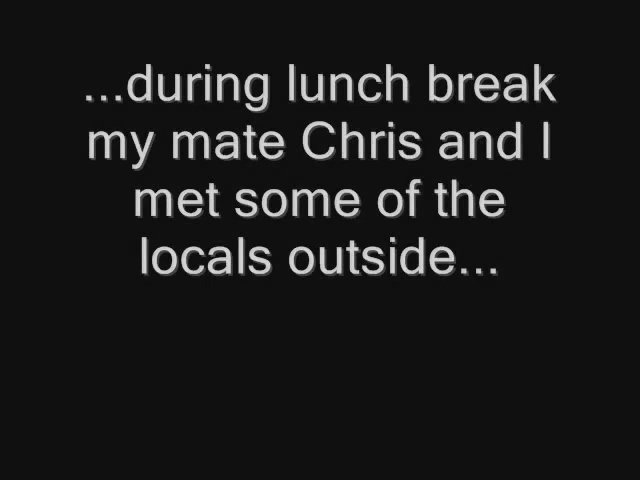 ...during lunch break
my mate Chris and I
met some of the
locals outside...